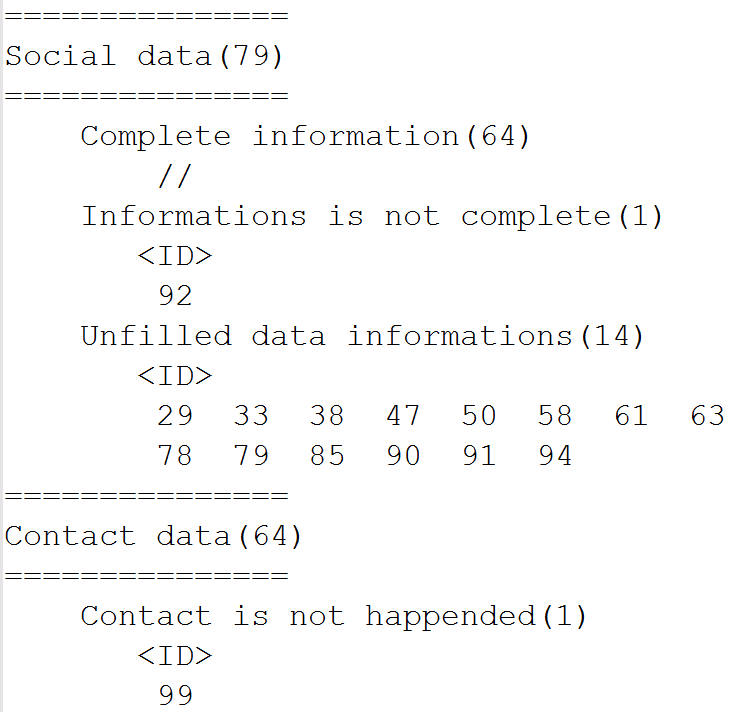 ===============
Social data(79)
===============
Complete information(64)
//
Informations is not complete(1)
<ID>
92
Unfilled data informations(14)
<ID>
29 33 38 47 50 58 61 63
78 79 85 90 91 94
===============
Contact data(64)
===============
Contact is not happended(1)
<ID>
99